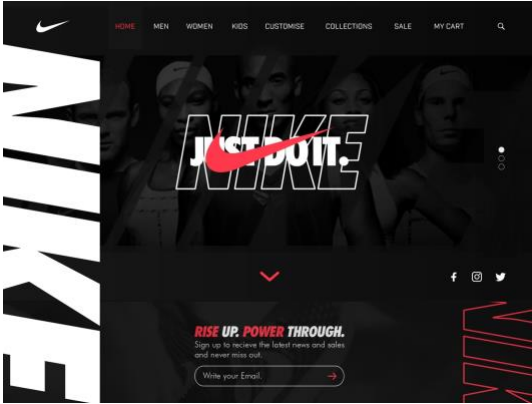 HOME MEN WOMEN KIDS CUSTOMISE COLLECTIONS SALE MY CART
NIKE
NIKE
JUST DO IT.
RISE UP. POWER THROUGH.
Sign up to recieve the latest news and sales
and never miss out.
Write your Email.
NIKE